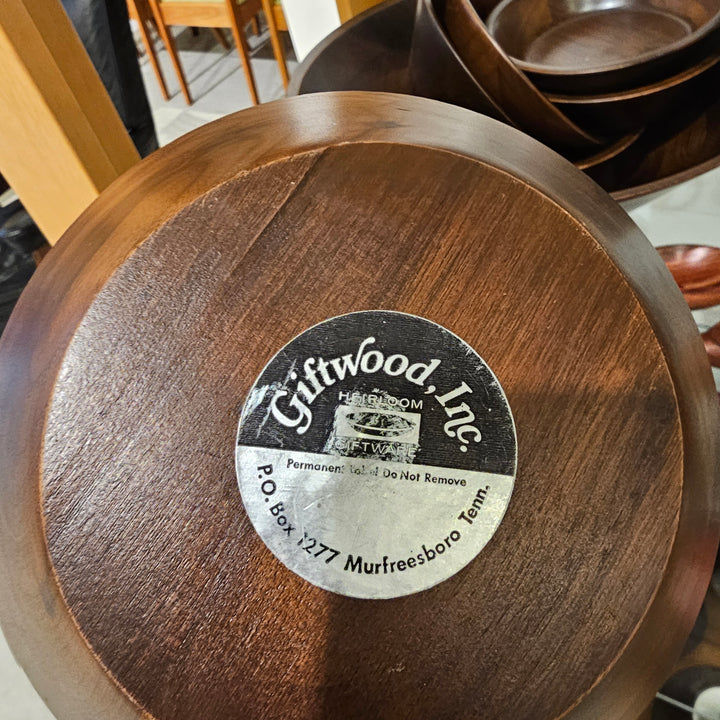 Giftwood, Inc.
HEIRLOOM
GIFTWARE
Permanent Label Do Not Remove
P.O. Box 1277 Murfreesboro Tenn.